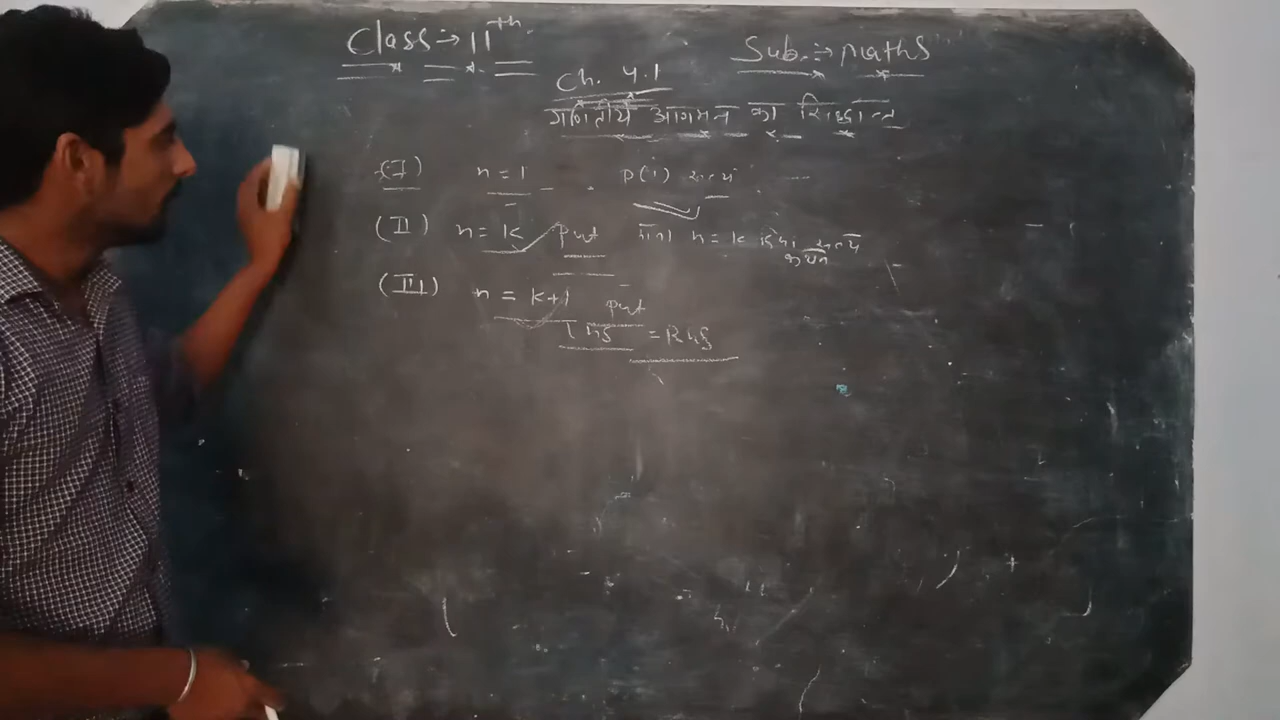 Class:→ 11th
Sub.:→ maths
Ch. 4.1
गणितीय आगमन का सिद्धान्त
(I) n = 1 P(1) सत्य
(II) n = k put माना n = k सत्य
कथन
(III) n = k+1 put
LHS = RHS